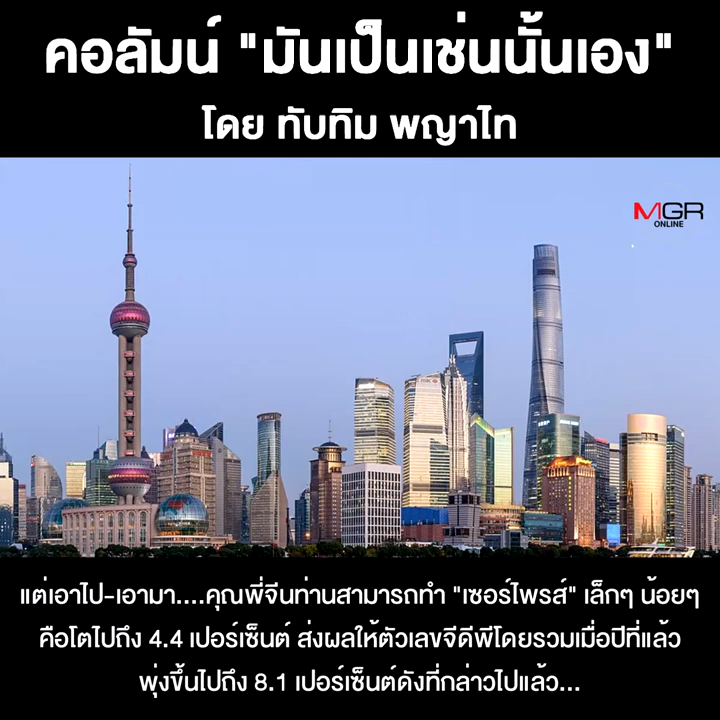 คอลัมน์ "มันเป็นเช่นนั้นเอง"
โดย ทับทิม พญาไท
MGR
ONLINE
แต่เอาไป-เอามา....คุณพี่จีนท่านสามารถทำ "เซอร์ไพรส์" เล็กๆ น้อยๆ
คือโตไปถึง 4.4 เปอร์เซ็นต์ ส่งผลให้ตัวเลขจีดีพีโดยรวมเมื่อปีที่แล้ว
พุ่งขึ้นไปถึง 8.1 เปอร์เซ็นต์ดังที่กล่าวไปแล้ว...